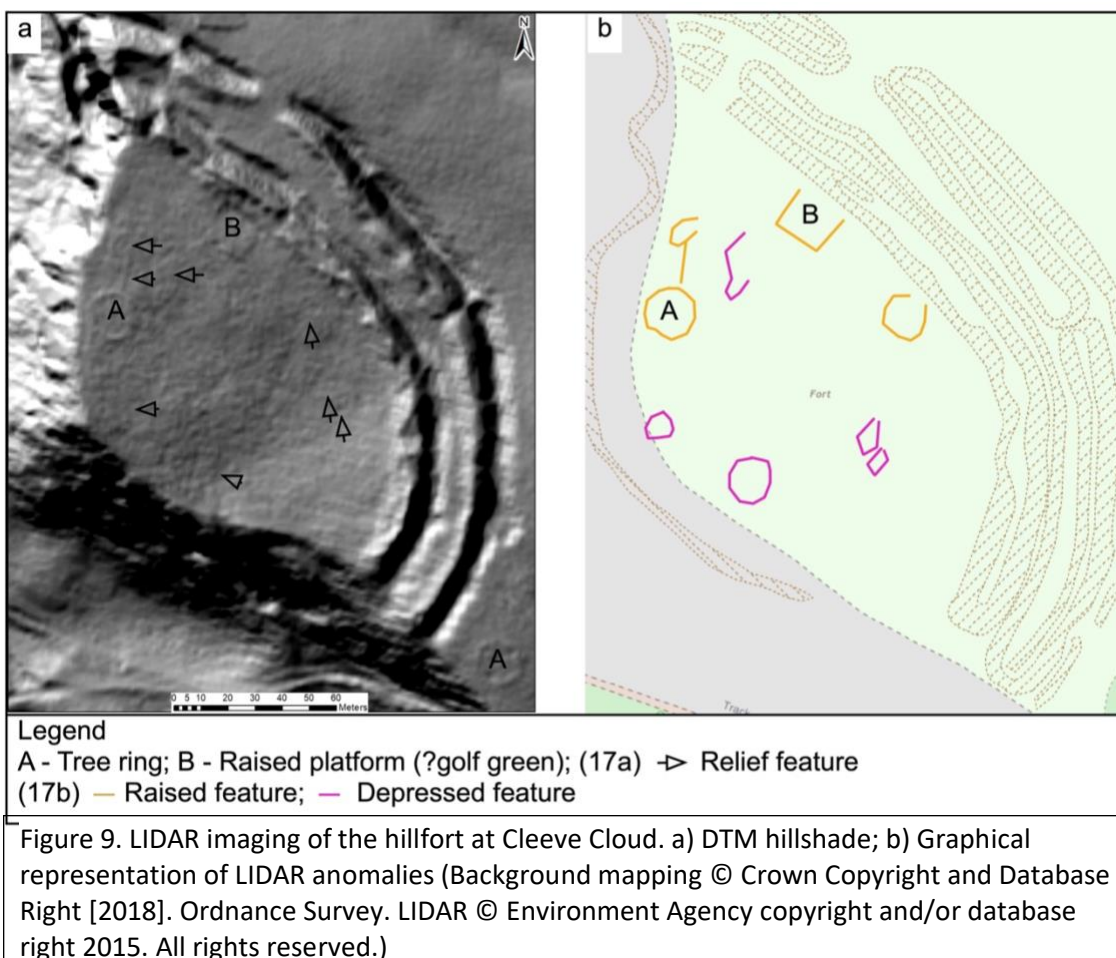 a
N
b
B
B
A
A
Fort
A
0 5 10 20 30 40 50 60
Meters
Track
Legend
A - Tree ring; B - Raised platform (?golf green); (17a) Relief feature
(17b) Raised feature; Depressed feature
Figure 9. LIDAR imaging of the hillfort at Cleeve Cloud. a) DTM hillshade; b) Graphical
representation of LIDAR anomalies (Background mapping © Crown Copyright and Database
Right [2018]. Ordnance Survey. LIDAR © Environment Agency copyright and/or database
right 2015. All rights reserved.)